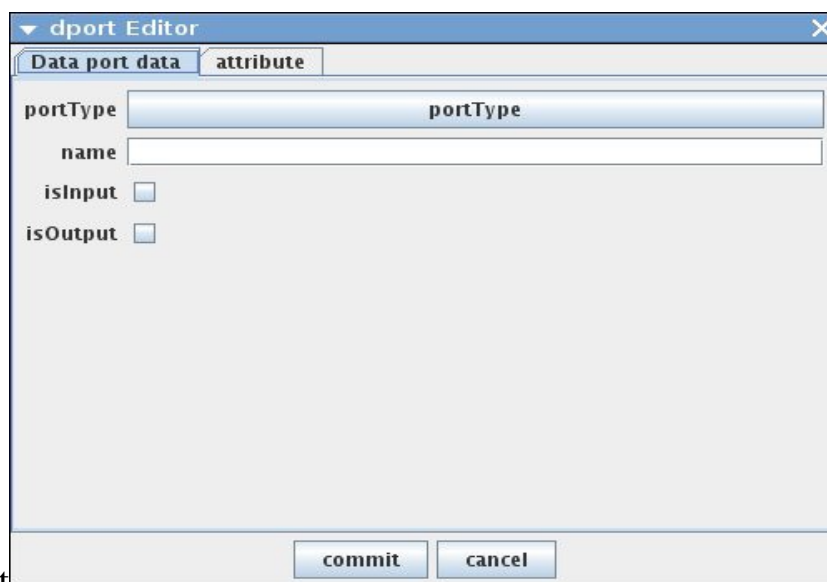 dport Editor
Data port data attribute
portType portType
name
isInput
isOutput
commit cancel
t